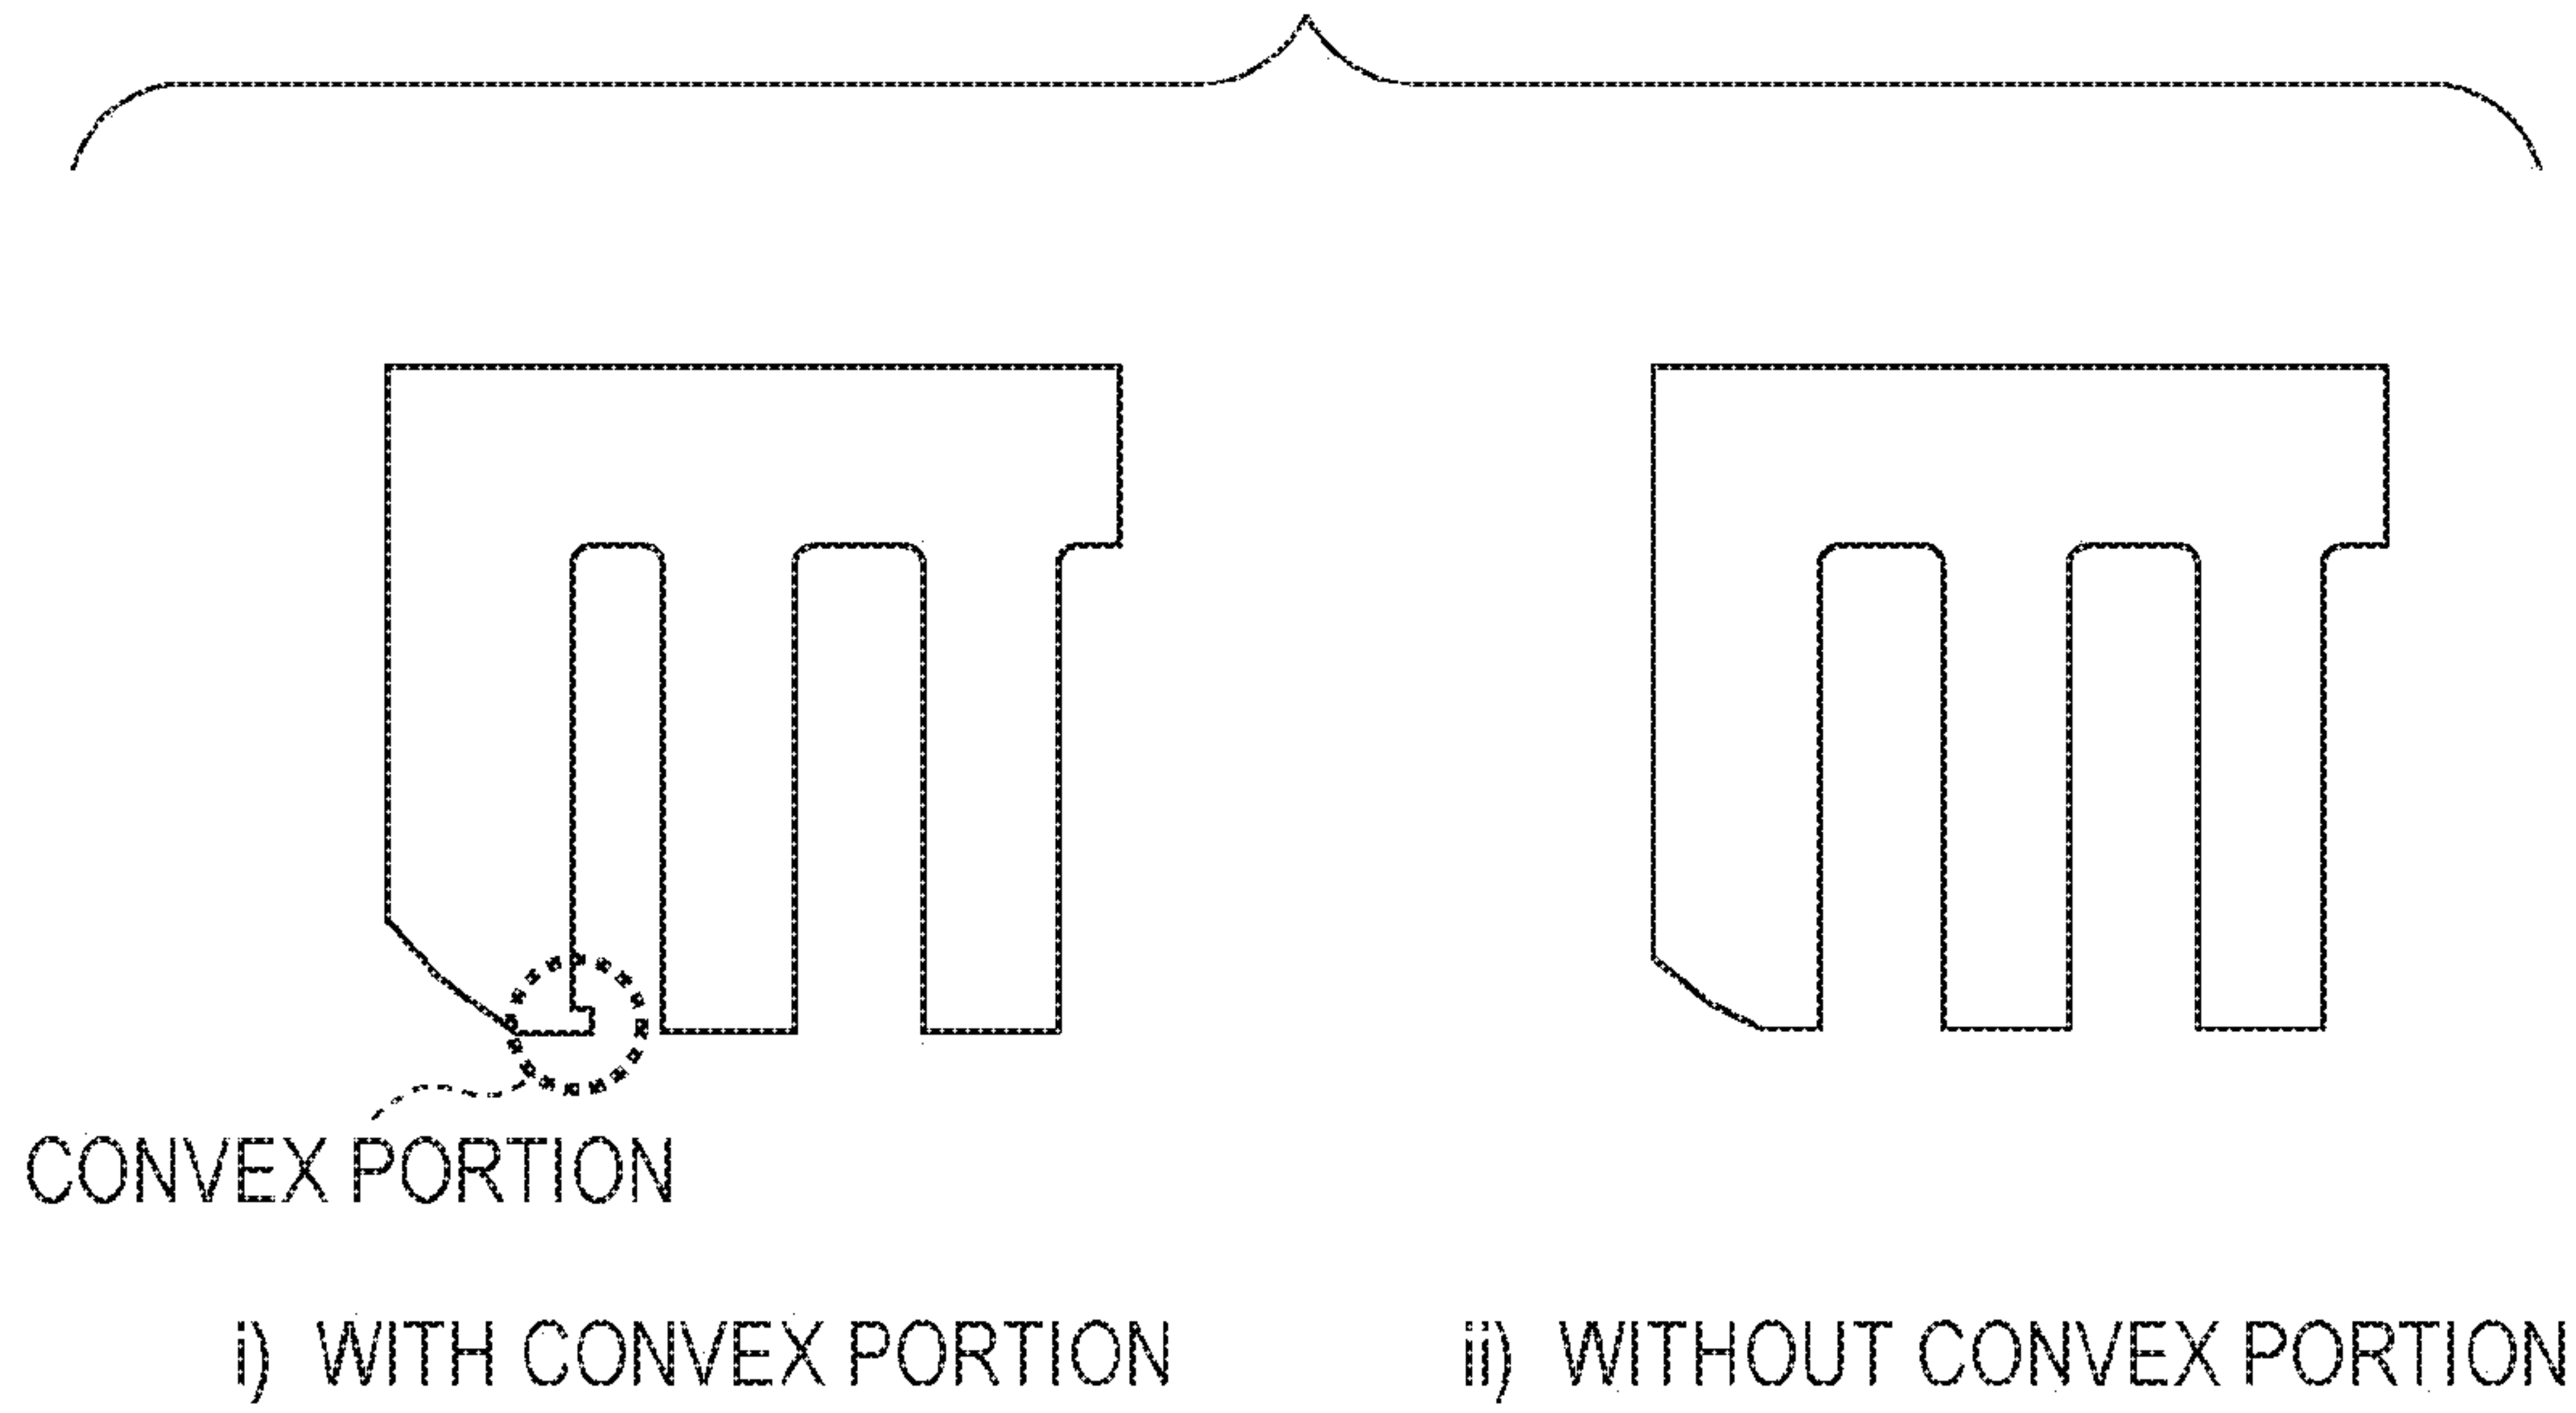 CONVEX PORTION
i) WITH CONVEX PORTION
ii) WITHOUT CONVEX PORTION